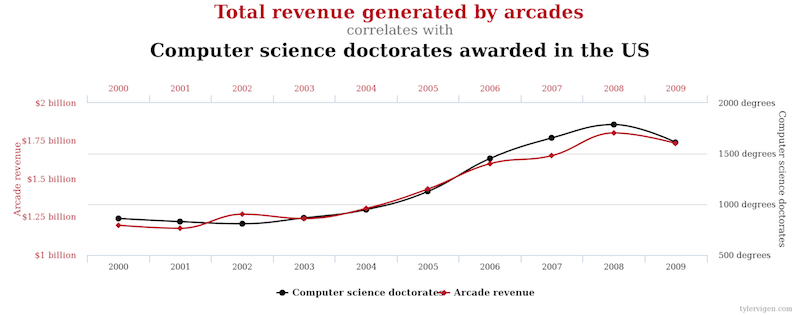 Total revenue generated by arcades
correlates with
Computer science doctorates awarded in the US
2000 2001 2002 2003 2004 2005 2006 2007 2008 2009
$2 billion
$1.75 billion
$1.5 billion
$1.25 billion
$1 billion
Arcade revenue
2000 degrees
1500 degrees
1000 degrees
500 degrees
Computer science doctorates
2000 2001 2002 2003 2004 2005 2006 2007 2008 2009
Computer science doctorates Arcade revenue
tylervigen.com